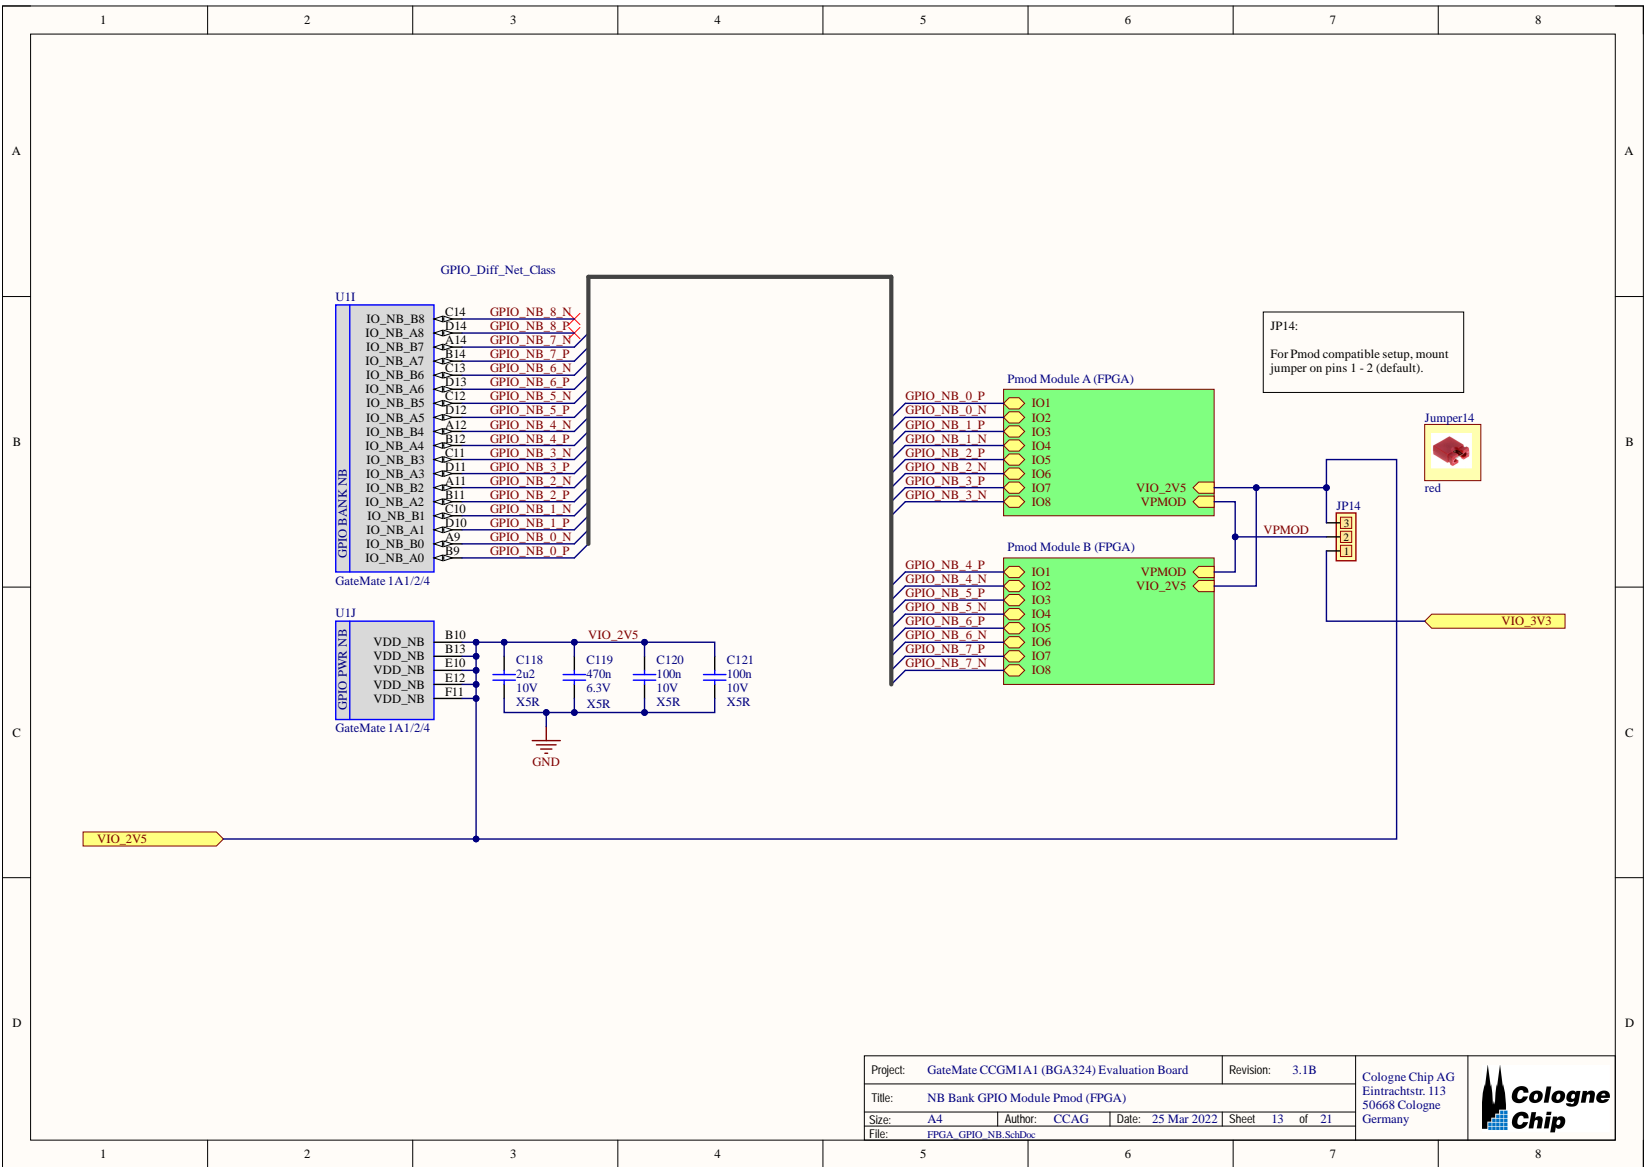 1 2 3 4 5 6 7 8
A A
GPIO_Diff_Net_Class
U1I
GPIO BANK NB
IO_NB_B8 C14 GPIO_NB_8_N
IO_NB_A8 D14 GPIO_NB_8_P
IO_NB_B7 A14 GPIO_NB_7_N
IO_NB_A7 B14 GPIO_NB_7_P
IO_NB_B6 C13 GPIO_NB_6_N
IO_NB_A6 D13 GPIO_NB_6_P
IO_NB_B5 C12 GPIO_NB_5_N
IO_NB_A5 D12 GPIO_NB_5_P
IO_NB_B4 A12 GPIO_NB_4_N
IO_NB_A4 B12 GPIO_NB_4_P
IO_NB_B3 C11 GPIO_NB_3_N
IO_NB_A3 D11 GPIO_NB_3_P
IO_NB_B2 A11 GPIO_NB_2_N
IO_NB_A2 B11 GPIO_NB_2_P
IO_NB_B1 C10 GPIO_NB_1_N
IO_NB_A1 D10 GPIO_NB_1_P
IO_NB_B0 A9 GPIO_NB_0_N
IO_NB_A0 B9 GPIO_NB_0_P
GateMate 1A1/2/4
JP14:
For Pmod compatible setup, mount
jumper on pins 1 - 2 (default).
Pmod Module A (FPGA)
GPIO_NB_0_P IO1
GPIO_NB_0_N IO2
GPIO_NB_1_P IO3
GPIO_NB_1_N IO4
GPIO_NB_2_P IO5
GPIO_NB_2_N IO6
GPIO_NB_3_P IO7 VIO_2V5
GPIO_NB_3_N IO8 VPMOD
B B
Jumper14
red
JP14
3
VPMOD 2
1
Pmod Module B (FPGA)
GPIO_NB_4_P IO1 VPMOD
GPIO_NB_4_N IO2 VIO_2V5
GPIO_NB_5_P IO3
GPIO_NB_5_N IO4
GPIO_NB_6_P IO5
GPIO_NB_6_N IO6
GPIO_NB_7_P IO7
GPIO_NB_7_N IO8
VIO_3V3
U1J
GPIO PWR NB
VDD_NB B10
VDD_NB B13
VDD_NB E10
VDD_NB E12
VDD_NB F11
GateMate 1A1/2/4
VIO_2V5
C118
2u2
10V
X5R
C119
470n
6.3V
X5R
C120
100n
10V
X5R
C121
100n
10V
X5R
GND
C C
VIO_2V5
D D
Project: GateMate CCGM1A1 (BGA324) Evaluation Board Revision: 3.1B
Title: NB Bank GPIO Module Pmod (FPGA)
Size: A4 Author: CCAG Date: 25 Mar 2022 Sheet 13 of 21
File: FPGA_GPIO_NB.SchDoc
Cologne Chip AG
Eintrachtstr. 113
50668 Cologne
Germany
Cologne
Chip
1 2 3 4 5 6 7 8